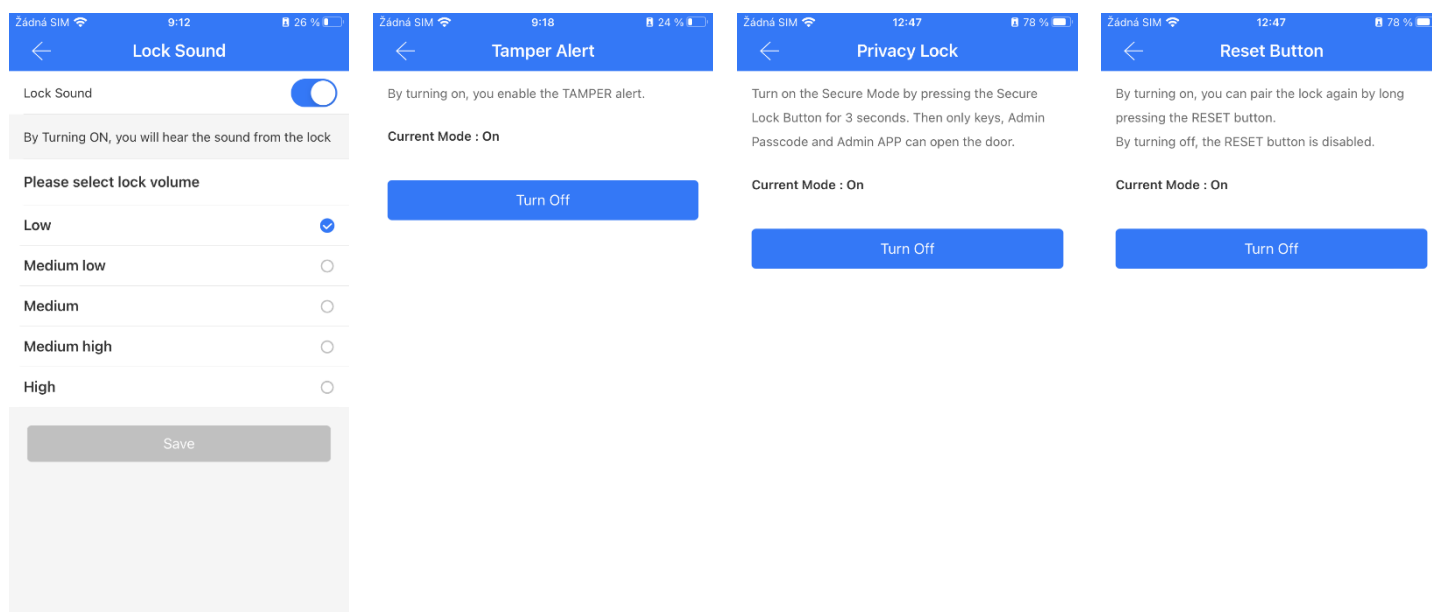 Žádná SIM 9:12 26 %
Lock Sound
Lock Sound
By Turning ON, you will hear the sound from the lock
Please select lock volume
Low
Medium low
Medium
Medium high
High
Save
Žádná SIM 9:18 24 %
Tamper Alert
By turning on, you enable the TAMPER alert.
Current Mode : On
Turn Off
Žádná SIM 12:47 78 %
Privacy Lock
Turn on the Secure Mode by pressing the Secure
Lock Button for 3 seconds. Then only keys, Admin
Passcode and Admin APP can open the door.
Current Mode : On
Turn Off
Žádná SIM 12:47 78 %
Reset Button
By turning on, you can pair the lock again by long
pressing the RESET button.
By turning off, the RESET button is disabled.
Current Mode : On
Turn Off